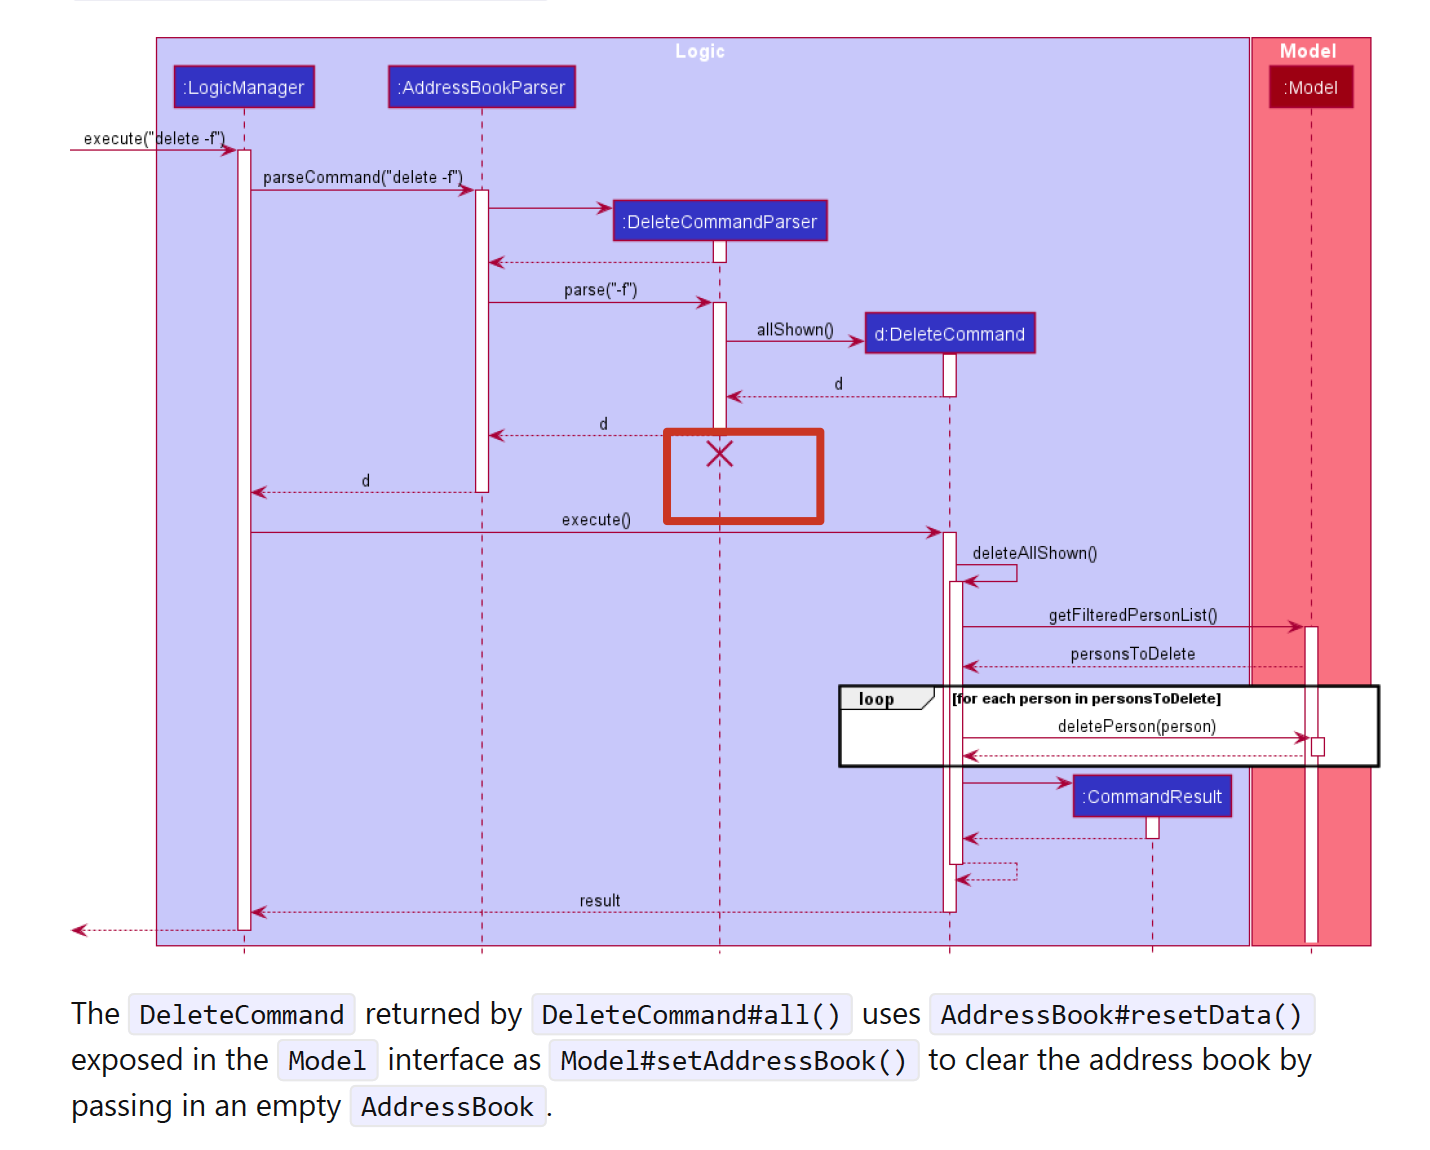 Logic
Model
:LogicManager
:AddressBookParser
:Model
execute("delete -f")
parseCommand("delete -f")
:DeleteCommandParser
parse("-f")
allShown()
d:DeleteCommand
d
d
d
execute()
deleteAllShown()
getFilteredPersonList()
personsToDelete
loop [for each person in personsToDelete]
deletePerson(person)
:CommandResult
result
The DeleteCommand returned by DeleteCommand#all() uses AddressBook#resetData()
exposed in the Model interface as Model#setAddressBook() to clear the address book by
passing in an empty AddressBook.